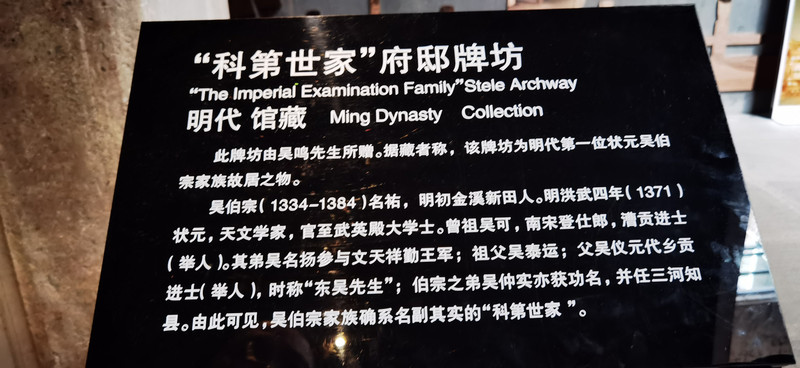 “科第世家”府邸牌坊
“The Imperial Examination Family”Stele Archway
明代 馆藏 Ming Dynasty Collection
此牌坊由吴鸣先生所赠。据藏者称，该牌坊为明代第一位状元吴伯
宗家族故居之物。
吴伯宗（1334-1384）名祐，明初金溪新田人。明洪武四年（1371）
状元，天文学家，官至武英殿大学士。曾祖吴可，南宋登仕郎，漕贡进士
（举人）。其弟吴名扬参与文天祥勤王军；祖父吴泰运；父吴仪元代乡贡
进士（举人），时称“东吴先生”；伯宗之弟吴仲实亦获功名，并任三河知
县。由此可见，吴伯宗家族确系名副其实的“科第世家 ”。